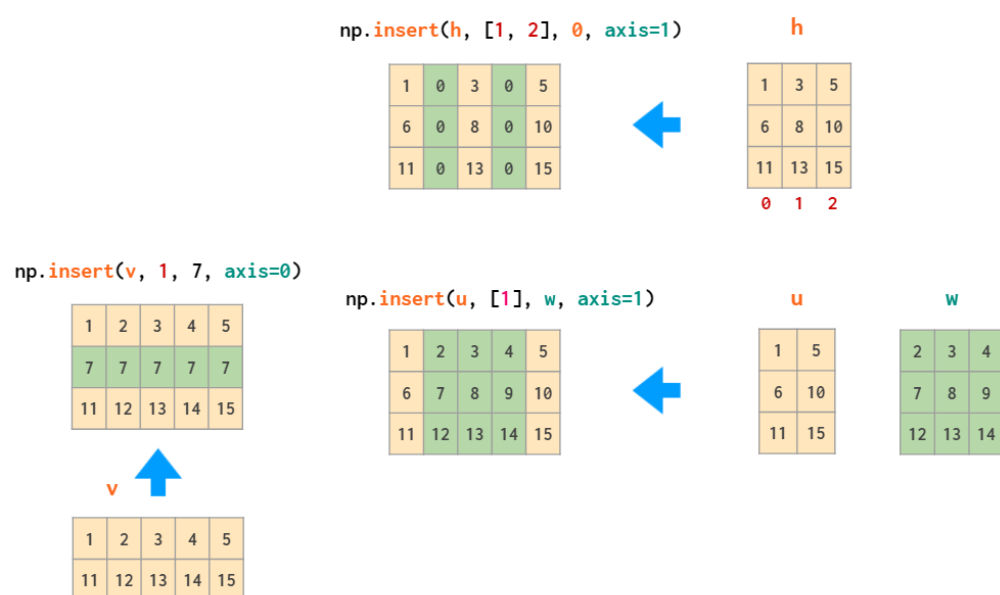 np.insert(h, [1, 2], 0, axis=1)
h
1 0 3 0 5
6 0 8 0 10
11 0 13 0 15
1 3 5
6 8 10
11 13 15
0 1 2
np.insert(v, 1, 7, axis=0)
1 2 3 4 5
7 7 7 7 7
11 12 13 14 15
v
1 2 3 4 5
11 12 13 14 15
np.insert(u, [1], w, axis=1)
u
w
1 2 3 4 5
6 7 8 9 10
11 12 13 14 15
1 5
6 10
11 15
2 3 4
7 8 9
12 13 14